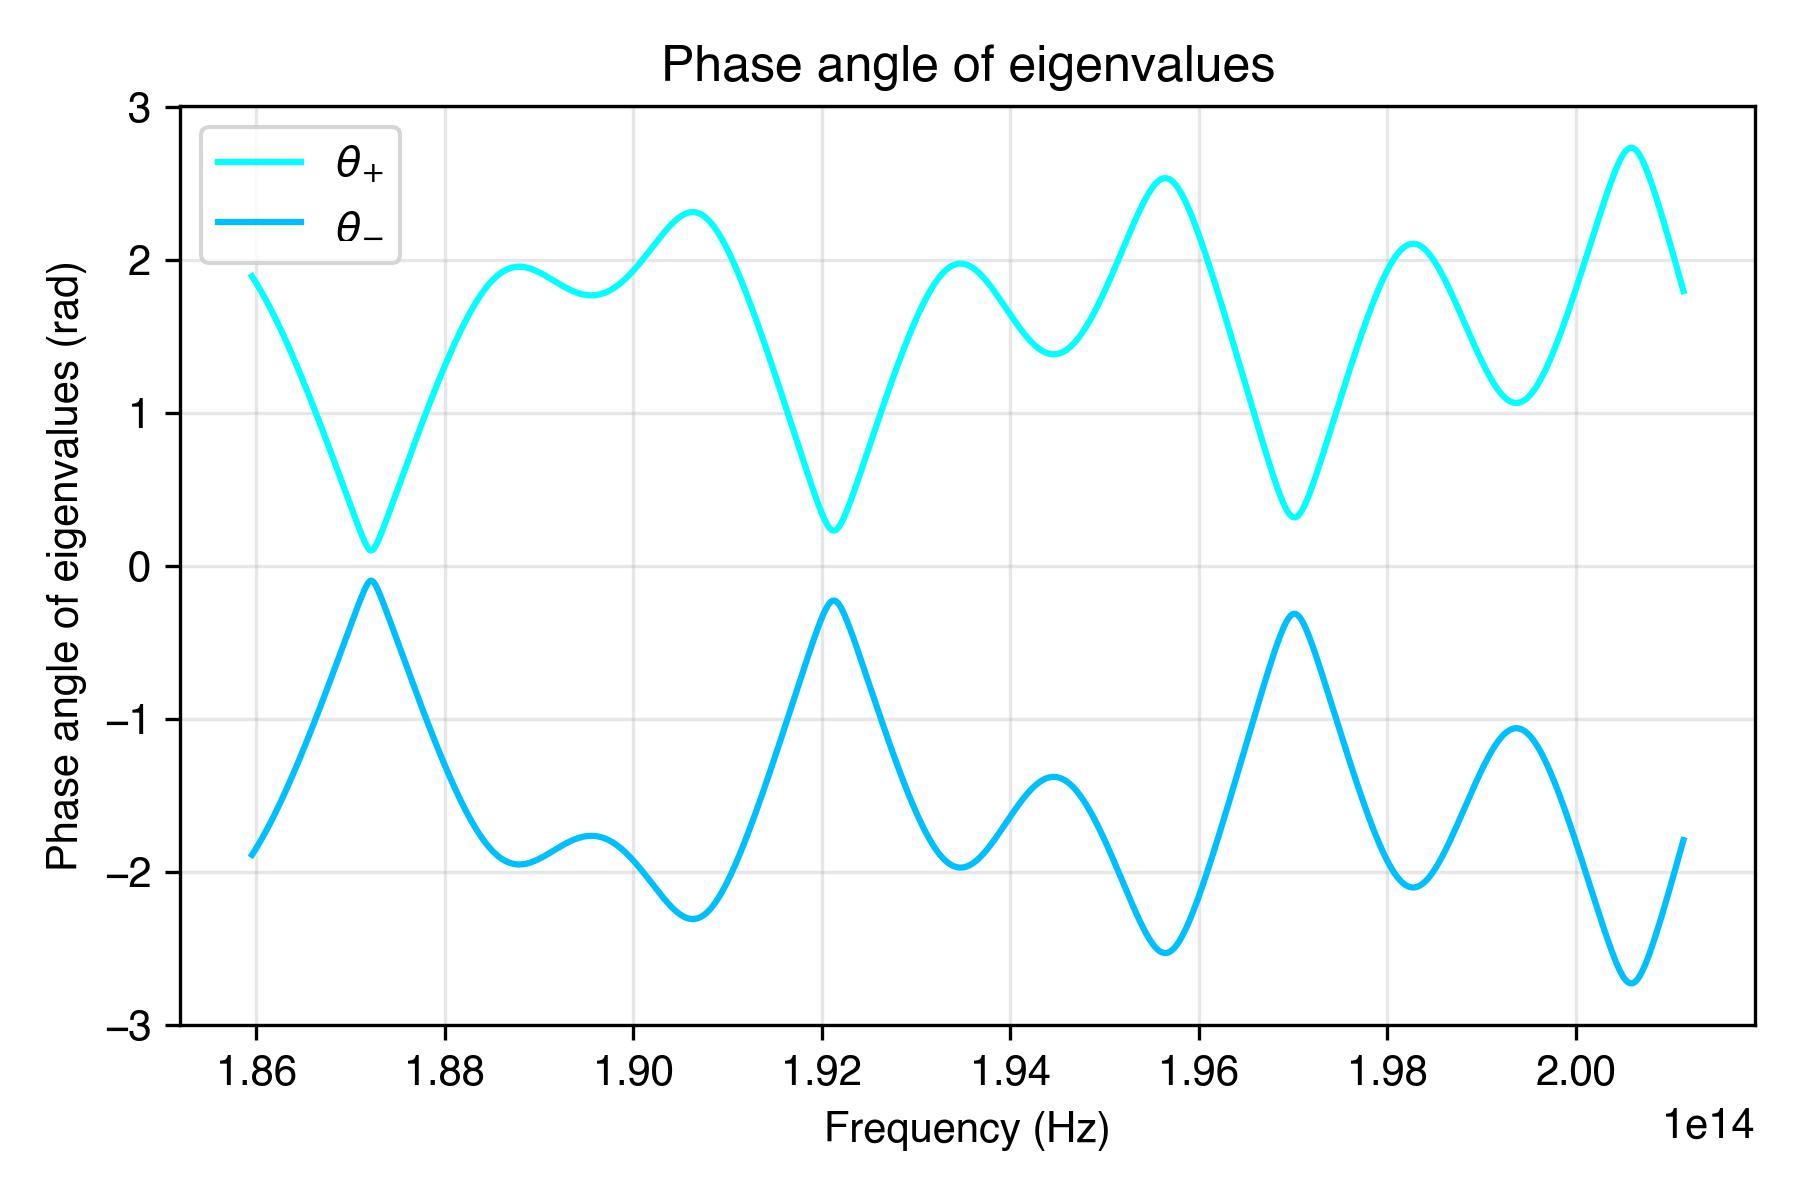 Phase angle of eigenvalues
θ₊
θ₋
Phase angle of eigenvalues (rad)
3
2
1
0
−1
−2
−3
1.86 1.88 1.90 1.92 1.94 1.96 1.98 2.00
Frequency (Hz)
1e14